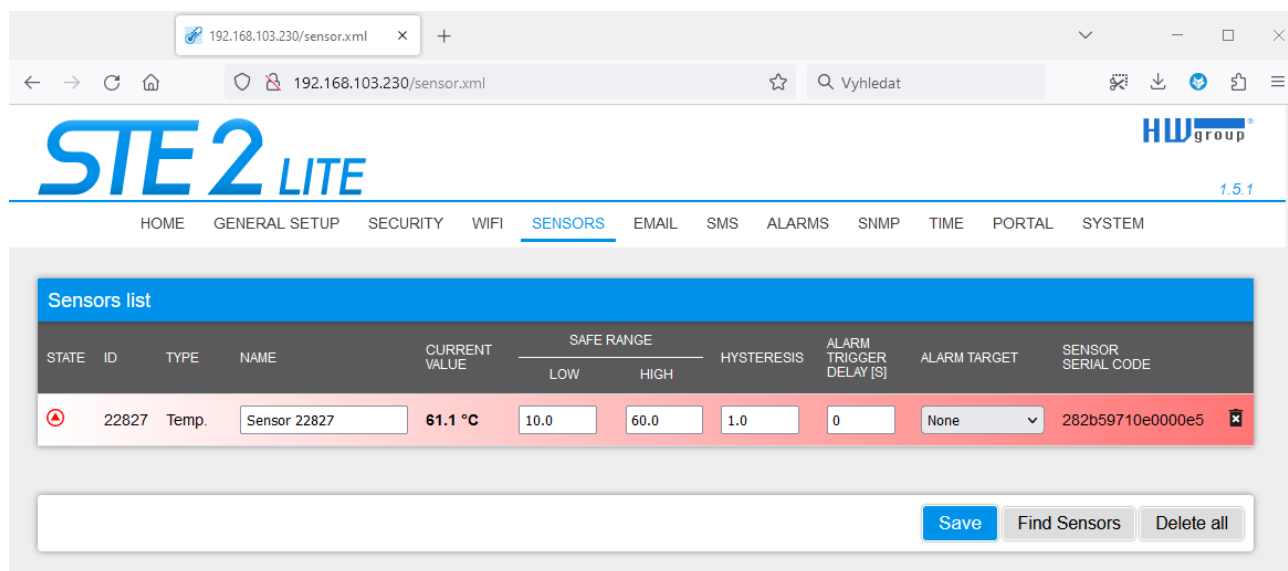 192.168.103.230/sensor.xml
192.168.103.230/sensor.xml Vyhledat
STE2 LITE
HW group®
1.5.1
HOME GENERAL SETUP SECURITY WIFI SENSORS EMAIL SMS ALARMS SNMP TIME PORTAL SYSTEM
Sensors list
STATE ID TYPE NAME CURRENT VALUE SAFE RANGE LOW HIGH HYSTERESIS ALARM TRIGGER DELAY [S] ALARM TARGET SENSOR SERIAL CODE
22827 Temp. Sensor 22827 61.1 °C 10.0 60.0 1.0 0 None 282b59710e0000e5
Save Find Sensors Delete all